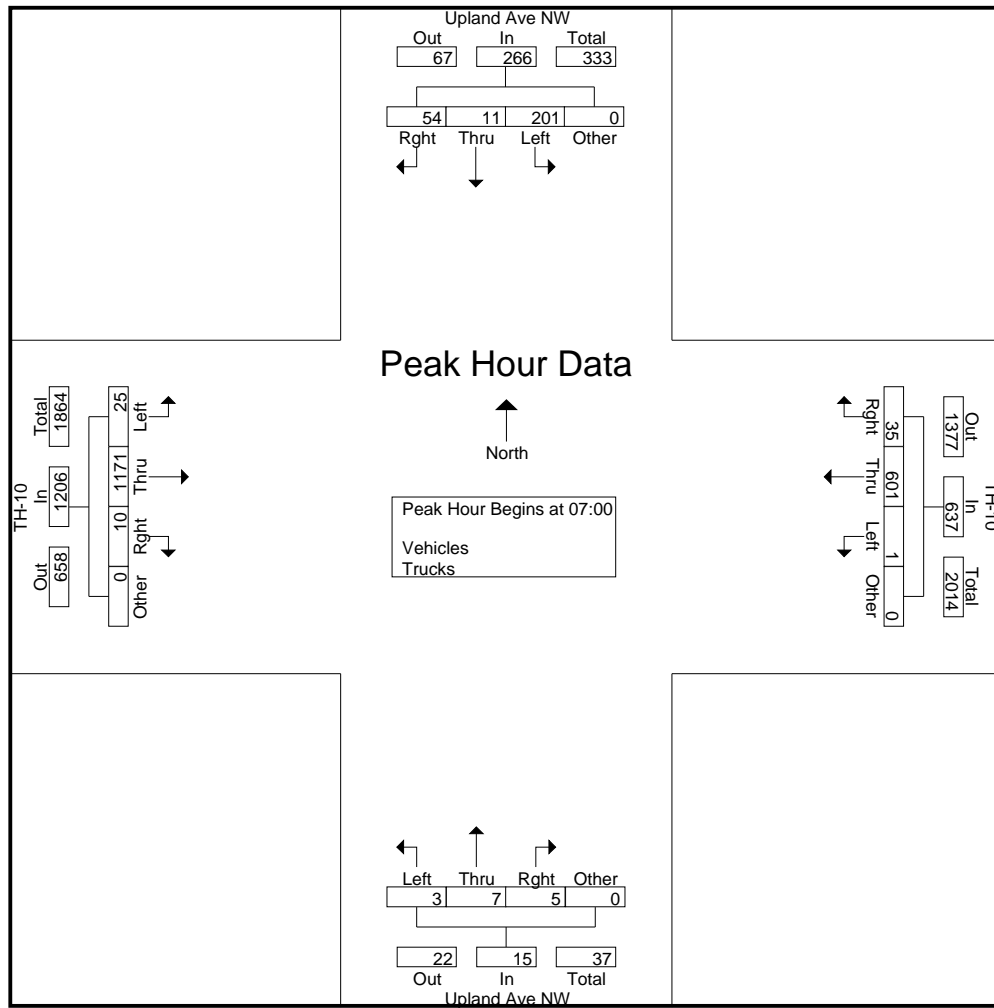 Upland Ave NW
Out In Total
67 266 333
54 11 201 0
Rght Thru Left Other
Peak Hour Data
North
Peak Hour Begins at 07:00
Vehicles
Trucks
TH-10
Out In Total
658 1206 1864
0 10 1171 25
Other Rght Thru Left
TH-10
Out In Total
1377 637 2014
35 601 1 0
Rght Thru Left Other
Left Thru Rght Other
3 7 5 0
22 15 37
Out In Total
Upland Ave NW